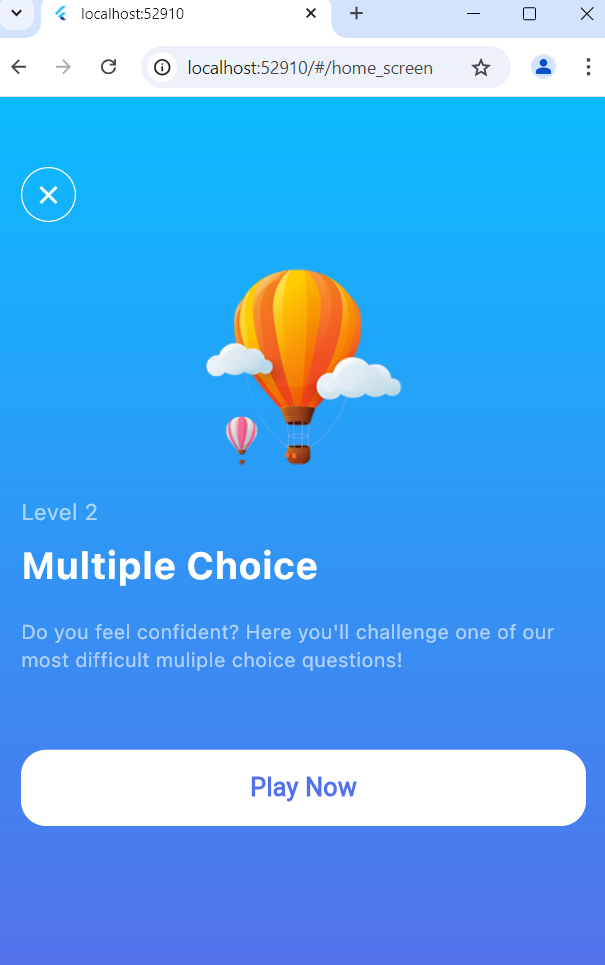 localhost:52910
localhost:52910/#/home_screen
Level 2
Multiple Choice
Do you feel confident? Here you'll challenge one of our
most difficult muliple choice questions!
Play Now